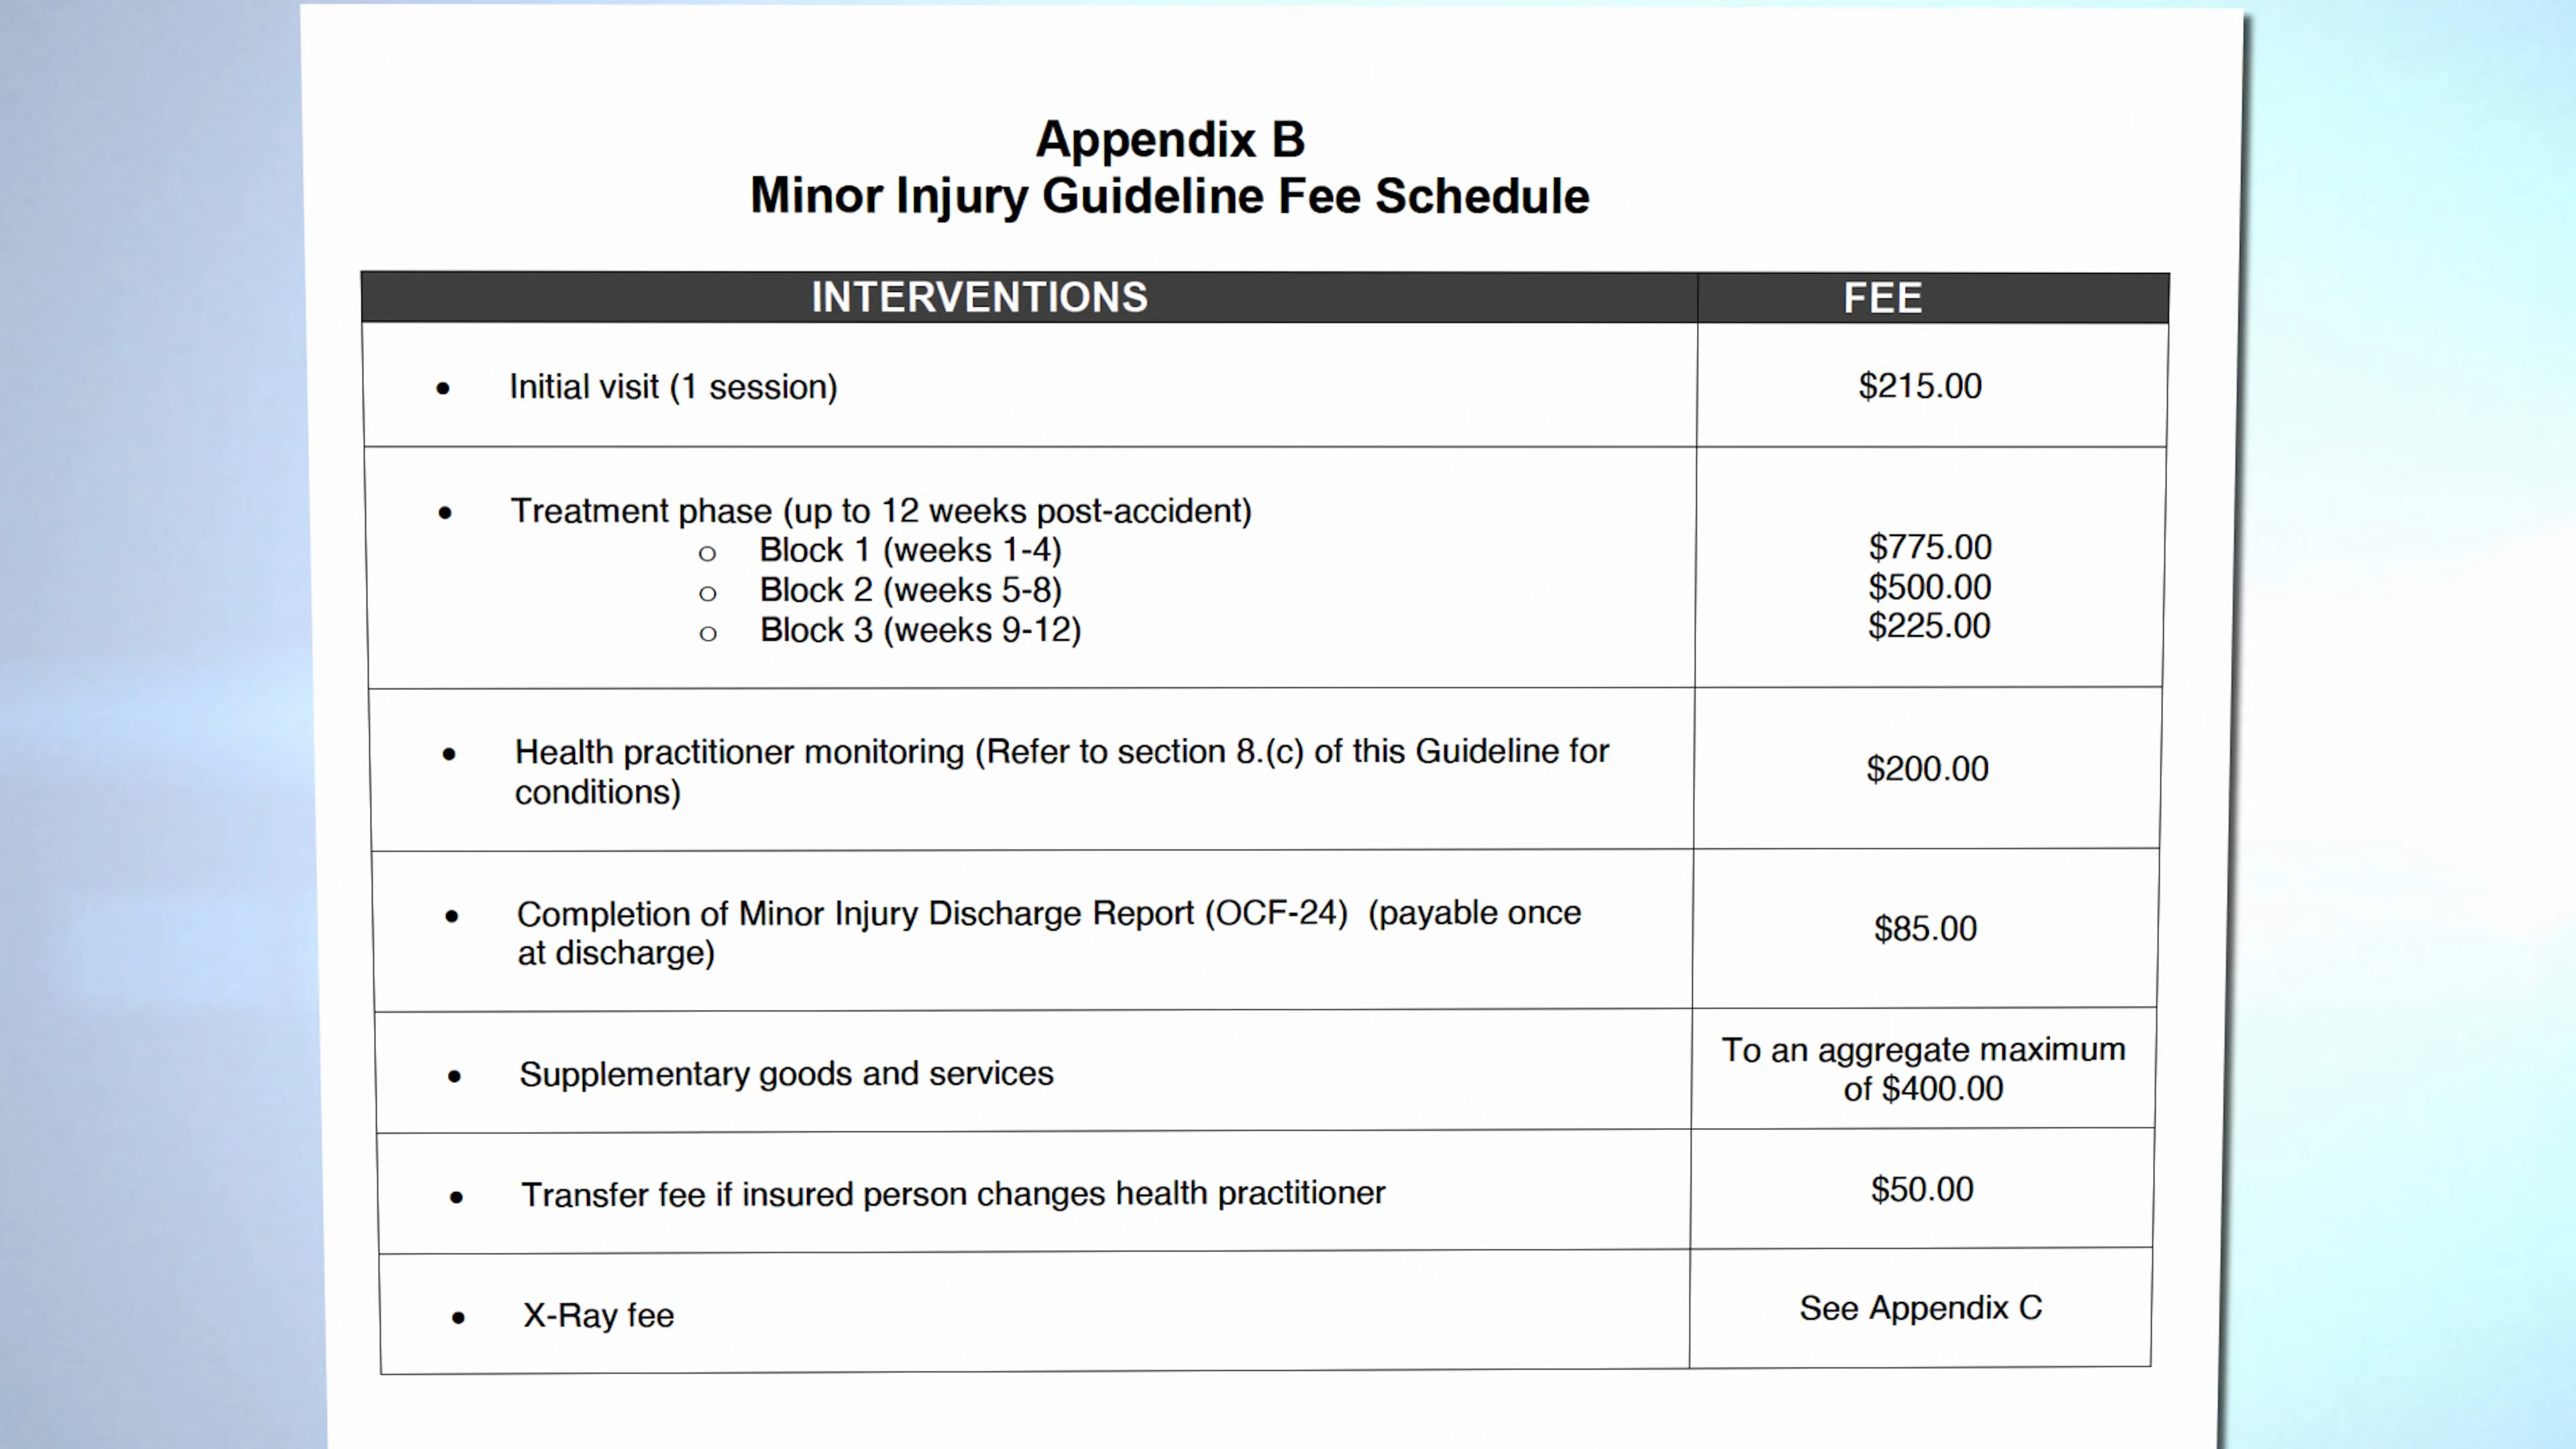 Appendix B
Minor Injury Guideline Fee Schedule
INTERVENTIONS FEE
• Initial visit (1 session) $215.00
• Treatment phase (up to 12 weeks post-accident)
o Block 1 (weeks 1-4) $775.00
o Block 2 (weeks 5-8) $500.00
o Block 3 (weeks 9-12) $225.00
• Health practitioner monitoring (Refer to section 8.(c) of this Guideline for
conditions)
$200.00
• Completion of Minor Injury Discharge Report (OCF-24)  (payable once
at discharge)
$85.00
• Supplementary goods and services
To an aggregate maximum
of $400.00
• Transfer fee if insured person changes health practitioner $50.00
• X-Ray fee See Appendix C